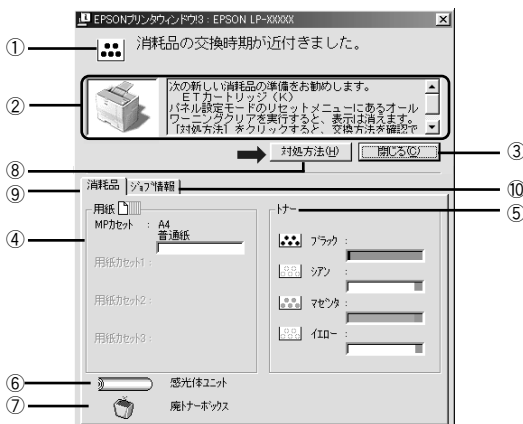 EPSONプリンタウィンドウ!3 : EPSON LP-XXXXX
① 消耗品の交換時期が近付きました。
② 次の新しい消耗品の準備をお勧めします。
ETカートリッジ(K)
パネル設定モードのリセットメニューにあるオール
ワーニングクリアを実行すると、表示は消えます。
「対処方法」をクリックすると、交換方法を確認で
対処方法(H) 閉じる(C) ③
⑧
⑨ 消耗品 ジョブ情報 ⑩
④ 用紙
MPカセット : A4
普通紙
用紙カセット1 :
用紙カセット2 :
用紙カセット3 :
トナー ⑤
ブラック :
シアン :
マゼンタ :
イエロー :
⑥ 感光体ユニット
⑦ 廃トナーボックス